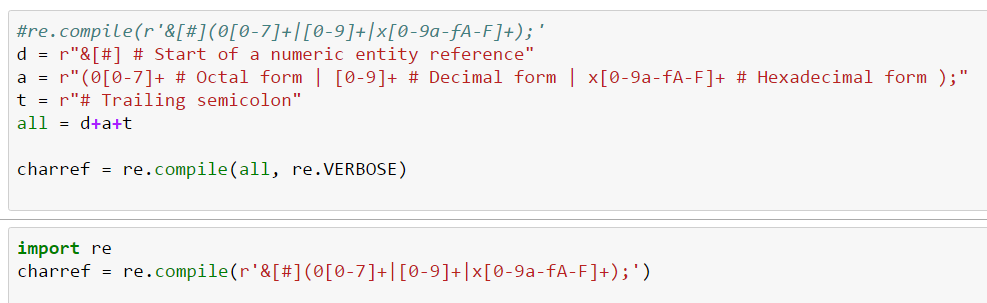 #re.compile(r'&[#](0[0-7]+|[0-9]+|x[0-9a-fA-F]+);'
d = r"&[#] # Start of a numeric entity reference"
a = r"(0[0-7]+ # Octal form | [0-9]+ # Decimal form | x[0-9a-fA-F]+ # Hexadecimal form );"
t = r"# Trailing semicolon"
all = d+a+t
charref = re.compile(all, re.VERBOSE)
import re
charref = re.compile(r'&[#](0[0-7]+|[0-9]+|x[0-9a-fA-F]+);')